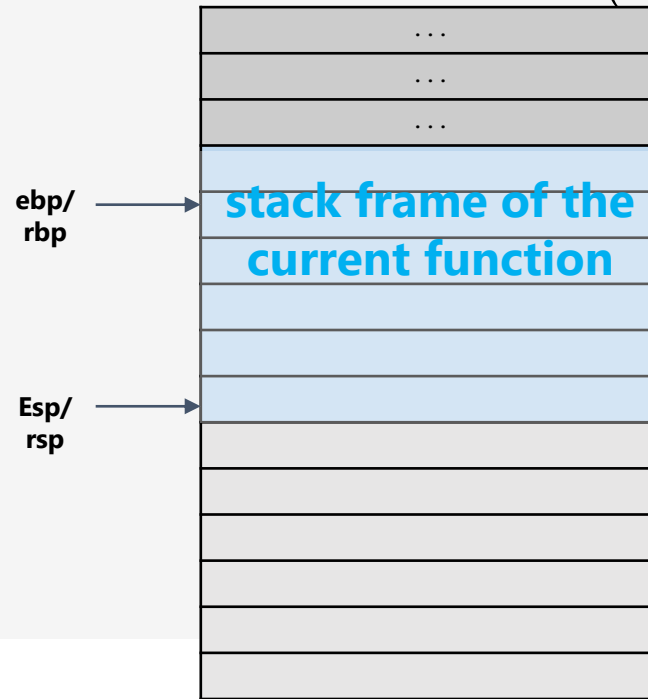 . . .
. . .
. . .
ebp/
rbp
stack frame of the
current function
Esp/
rsp